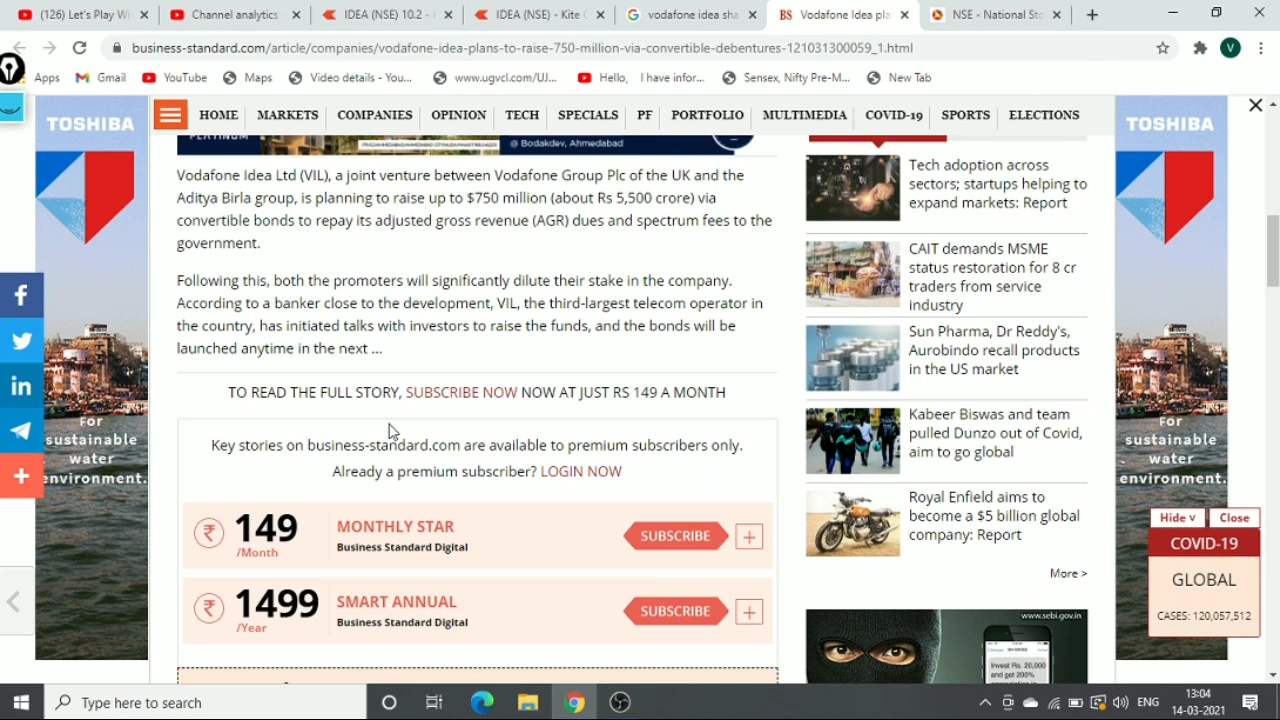 (126) Let's Play Wi
Channel analytics -
IDEA (NSE) 10.2 -
IDEA (NSE) - Kite
vodafone idea sha
Vodafone Idea pla
NSE - National Sto
business-standard.com/article/companies/vodafone-idea-plans-to-raise-750-million-via-convertible-debentures-121031300059_1.html
V
Apps
Gmail
YouTube
Maps
Video details - You...
www.ugvcl.com/UJ...
Hello, I have infor...
Sensex, Nifty Pre-M...
New Tab
HOME
MARKETS
COMPANIES
OPINION
TECH
SPECIALS
PF
PORTFOLIO
MULTIMEDIA
COVID-19
SPORTS
ELECTIONS
TOSHIBA
For
sustainable
water
environment.
PLATINUM
@ Bodakdev, Ahmedabad
Vodafone Idea Ltd (VIL), a joint venture between Vodafone Group Plc of the UK and the
Aditya Birla group, is planning to raise up to $750 million (about Rs 5,500 crore) via
convertible bonds to repay its adjusted gross revenue (AGR) dues and spectrum fees to the
government.
Following this, both the promoters will significantly dilute their stake in the company.
According to a banker close to the development, VIL, the third-largest telecom operator in
the country, has initiated talks with investors to raise the funds, and the bonds will be
launched anytime in the next ...
TO READ THE FULL STORY, SUBSCRIBE NOW NOW AT JUST RS 149 A MONTH
Key stories on business-standard.com are available to premium subscribers only.
Already a premium subscriber? LOGIN NOW
₹ 149 /Month
MONTHLY STAR
Business Standard Digital
SUBSCRIBE +
₹ 1499 /Year
SMART ANNUAL
Business Standard Digital
SUBSCRIBE +
Tech adoption across
sectors; startups helping to
expand markets: Report
CAIT demands MSME
status restoration for 8 cr
traders from service
industry
Sun Pharma, Dr Reddy's,
Aurobindo recall products
in the US market
Kabeer Biswas and team
pulled Dunzo out of Covid,
aim to go global
Royal Enfield aims to
become a $5 billion global
company: Report
More >
www.sebi.gov.in
Invest Rs. 20,000
and get 200%
TOSHIBA
For
sustainable
water
environment.
Hide v
Close
COVID-19
GLOBAL
CASES: 120,057,512
Type here to search
ENG
13:04
14-03-2021